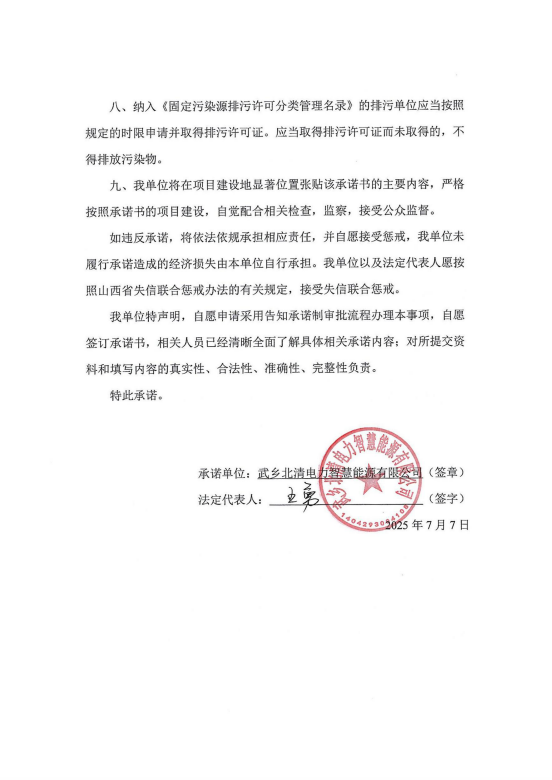 八、纳入《固定污染源排污许可分类管理名录》的排污单位应当按照
规定的时限申请并取得排污许可证。应当取得排污许可证而未取得的，不
得排放污染物。
九、我单位将在项目建设地显著位置张贴该承诺书的主要内容，严格
按照承诺书的项目建设，自觉配合相关检查，监察，接受公众监督。
如违反承诺，将依法依规承担相应责任，并自愿接受惩戒，我单位未
履行承诺造成的经济损失由本单位自行承担。我单位以及法定代表人愿按
照山西省失信联合惩戒办法的有关规定，接受失信联合惩戒。
我单位特声明，自愿申请采用告知承诺制审批流程办理本事项，自愿
签订承诺书，相关人员已经清晰全面了解具体相关承诺内容；对所提交资
料和填写内容的真实性、合法性、准确性、完整性负责。
特此承诺。
承诺单位：武乡北清电力智慧能源有限公司（签章）
法定代表人：王勇（签字）
2025 年 7 月 7 日
武乡北清电力智慧能源有限公司